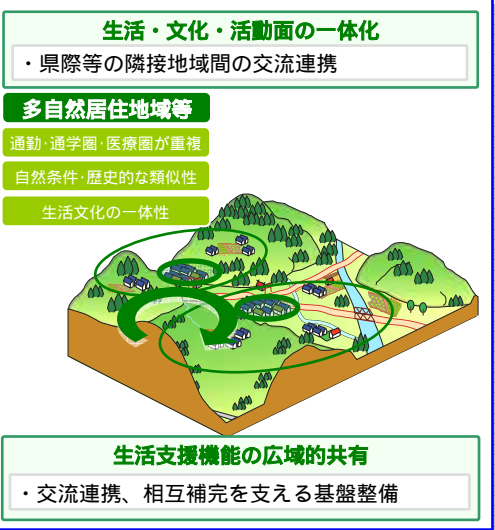 生活・文化・活動面の一体化
・県際等の隣接地域間の交流連携
多自然居住地域等
通勤･通学圏･医療圏が重複
自然条件･歴史的な類似性
生活文化の一体性
生活支援機能の広域的共有
・交流連携、相互補完を支える基盤整備